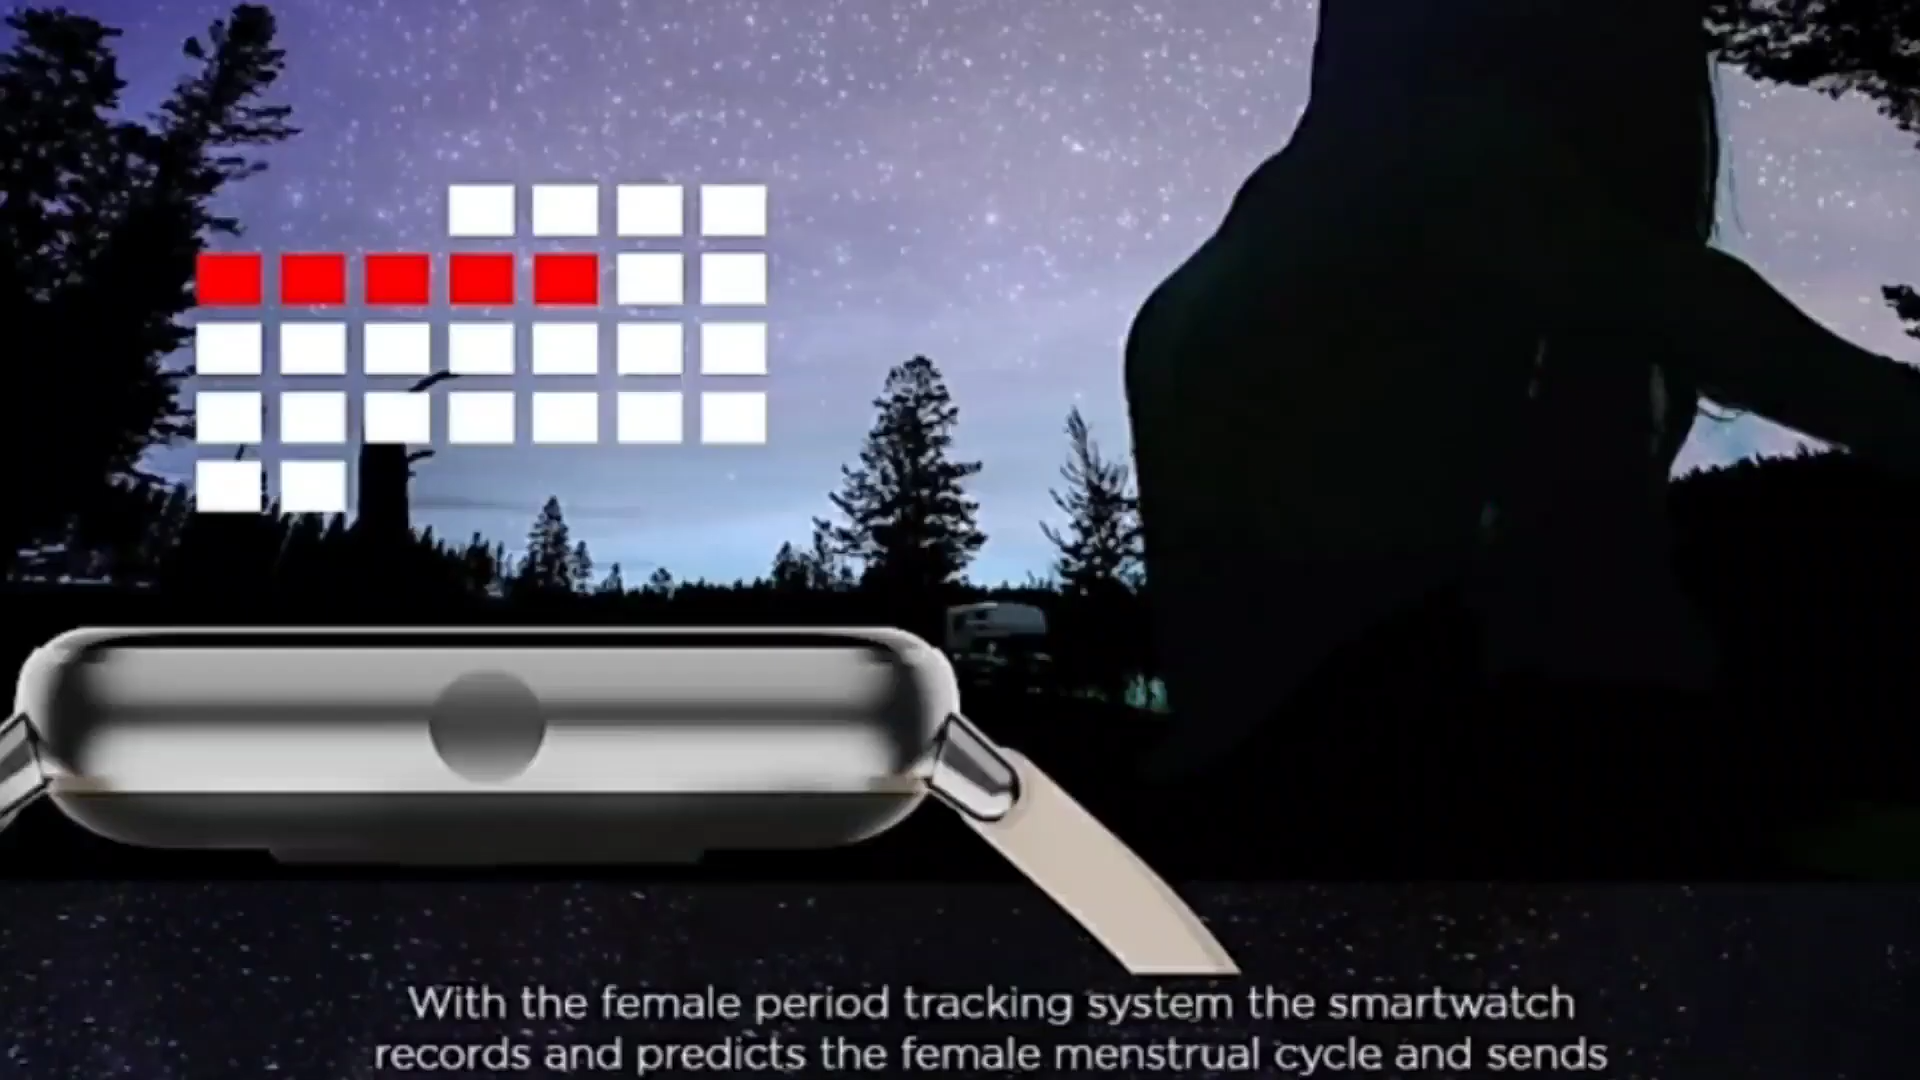 With the female period tracking system the smartwatch
records and predicts the female menstrual cycle and sends